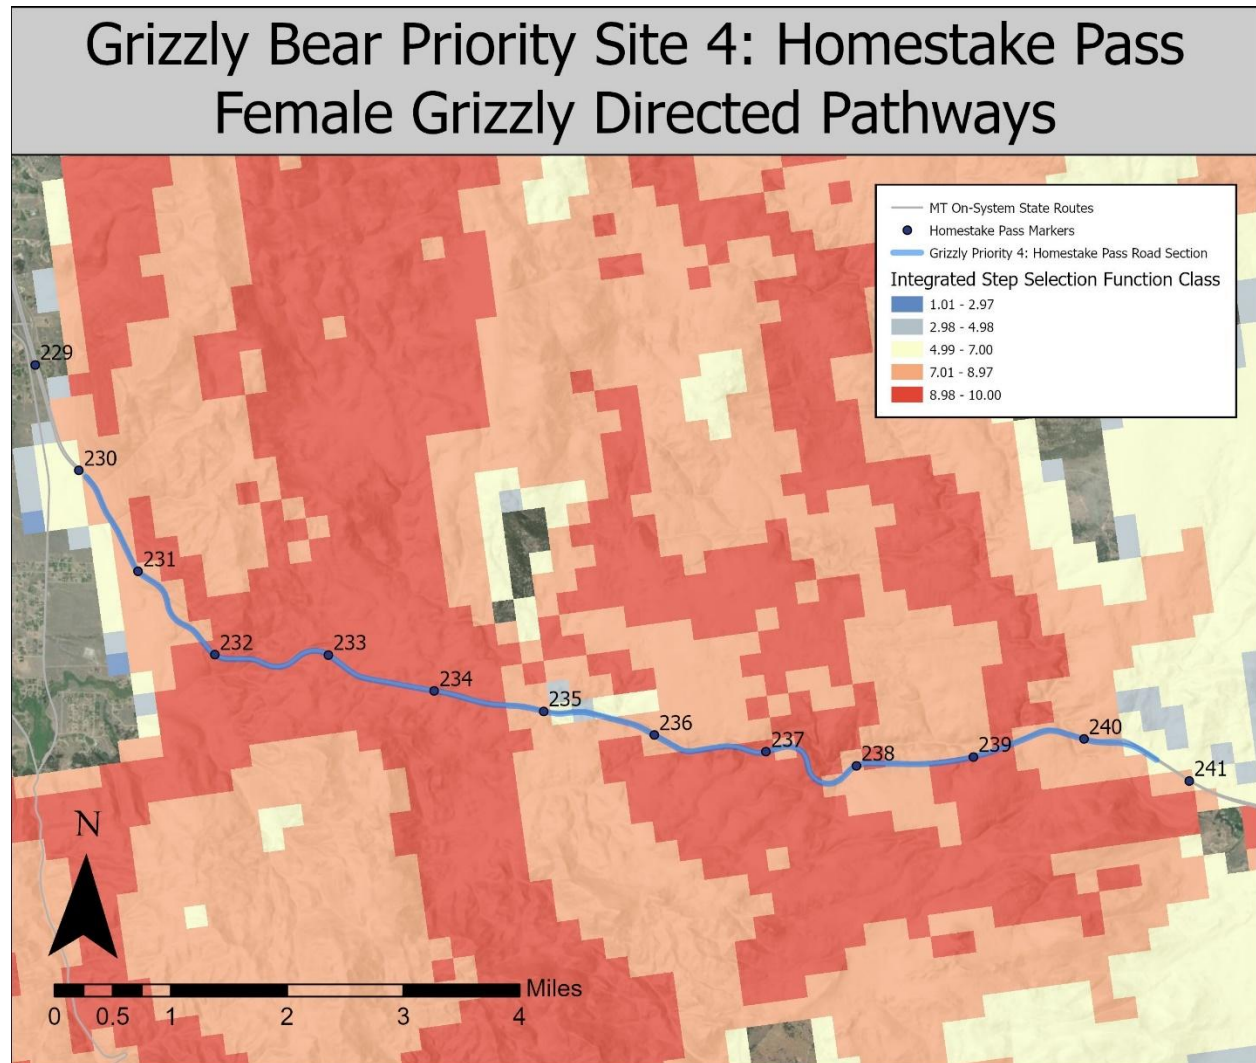 Grizzly Bear Priority Site 4: Homestake Pass
Female Grizzly Directed Pathways
MT On-System State Routes
Homestake Pass Markers
Grizzly Priority 4: Homestake Pass Road Section
Integrated Step Selection Function Class
1.01 - 2.97
2.98 - 4.98
4.99 - 7.00
7.01 - 8.97
8.98 - 10.00
229
230
231
232
233
234
235
236
237
238
239
240
241
N
Miles
0 0.5 1 2 3 4